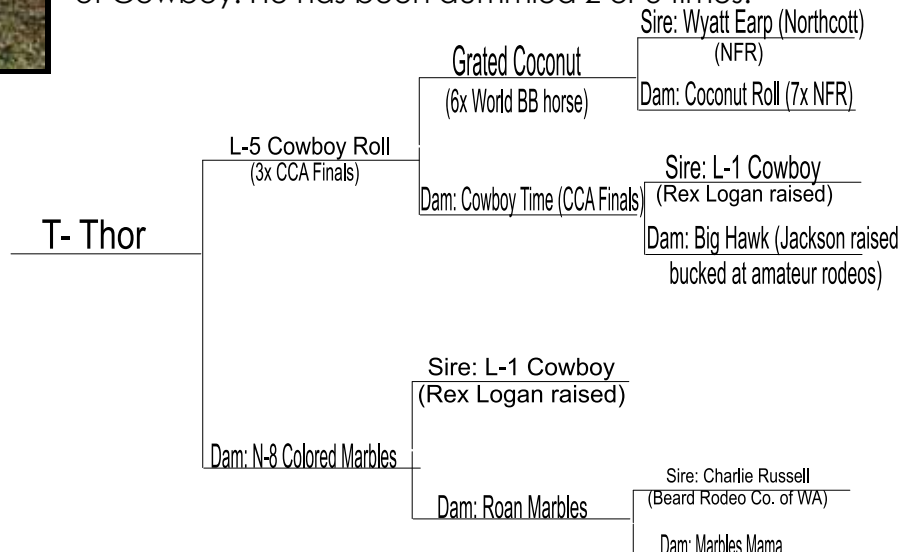 of Cowboy. He has been dummied 2 or 3 times.
Sire: Wyatt Earp (Northcott)
(NFR)
Grated Coconut
(6x World BB horse)
Dam: Coconut Roll (7x NFR)
L-5 Cowboy Roll
(3x CCA Finals)
Sire: L-1 Cowboy
(Rex Logan raised)
Dam: Cowboy Time (CCA Finals)
Dam: Big Hawk (Jackson raised
bucked at amateur rodeos)
T- Thor
Sire: L-1 Cowboy
(Rex Logan raised)
Dam: N-8 Colored Marbles
Sire: Charlie Russell
(Beard Rodeo Co. of WA)
Dam: Roan Marbles
Dam: Marbles Mama